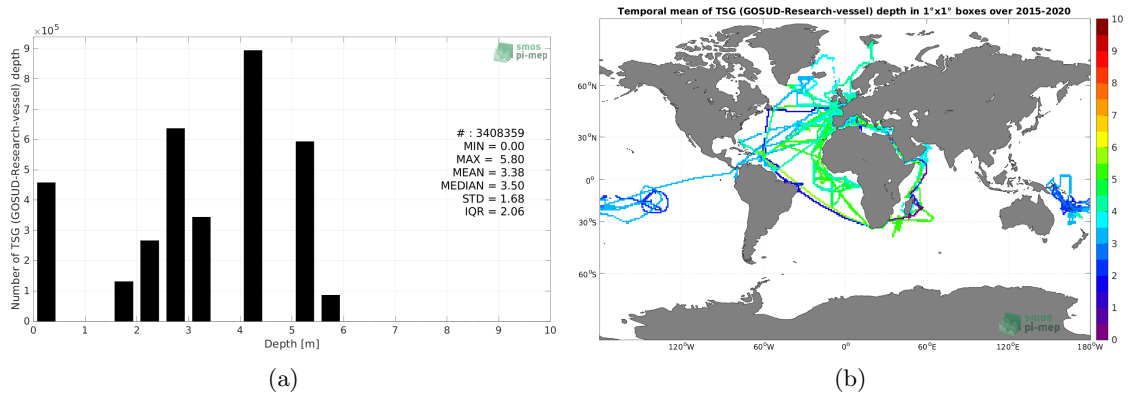 ×10⁵
smos
pi-mep
Number of TSG (GOSUD-Research-vessel) depth
9
8
7
6
5
4
3
2
1
0
# : 3408359
MIN = 0.00
MAX = 5.80
MEAN = 3.38
MEDIAN = 3.50
STD = 1.68
IQR = 2.06
0 1 2 3 4 5 6 7 8 9 10
Depth [m]
(a)
Temporal mean of TSG (GOSUD-Research-vessel) depth in 1°x1° boxes over 2015-2020
60°N
30°N
0°
30°S
60°S
120°W 60°W 0° 60°E 120°E 180°W
10
9
8
7
6
5
4
3
2
1
0
smos
pi-mep
(b)